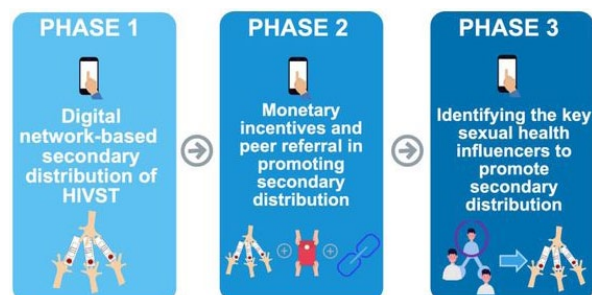 PHASE 1
Digital
network-based
secondary
distribution of
HIVST
PHASE 2
Monetary
incentives and
peer referral in
promoting
secondary
distribution
PHASE 3
Identifying the key
sexual health
influencers to
promote
secondary
distribution